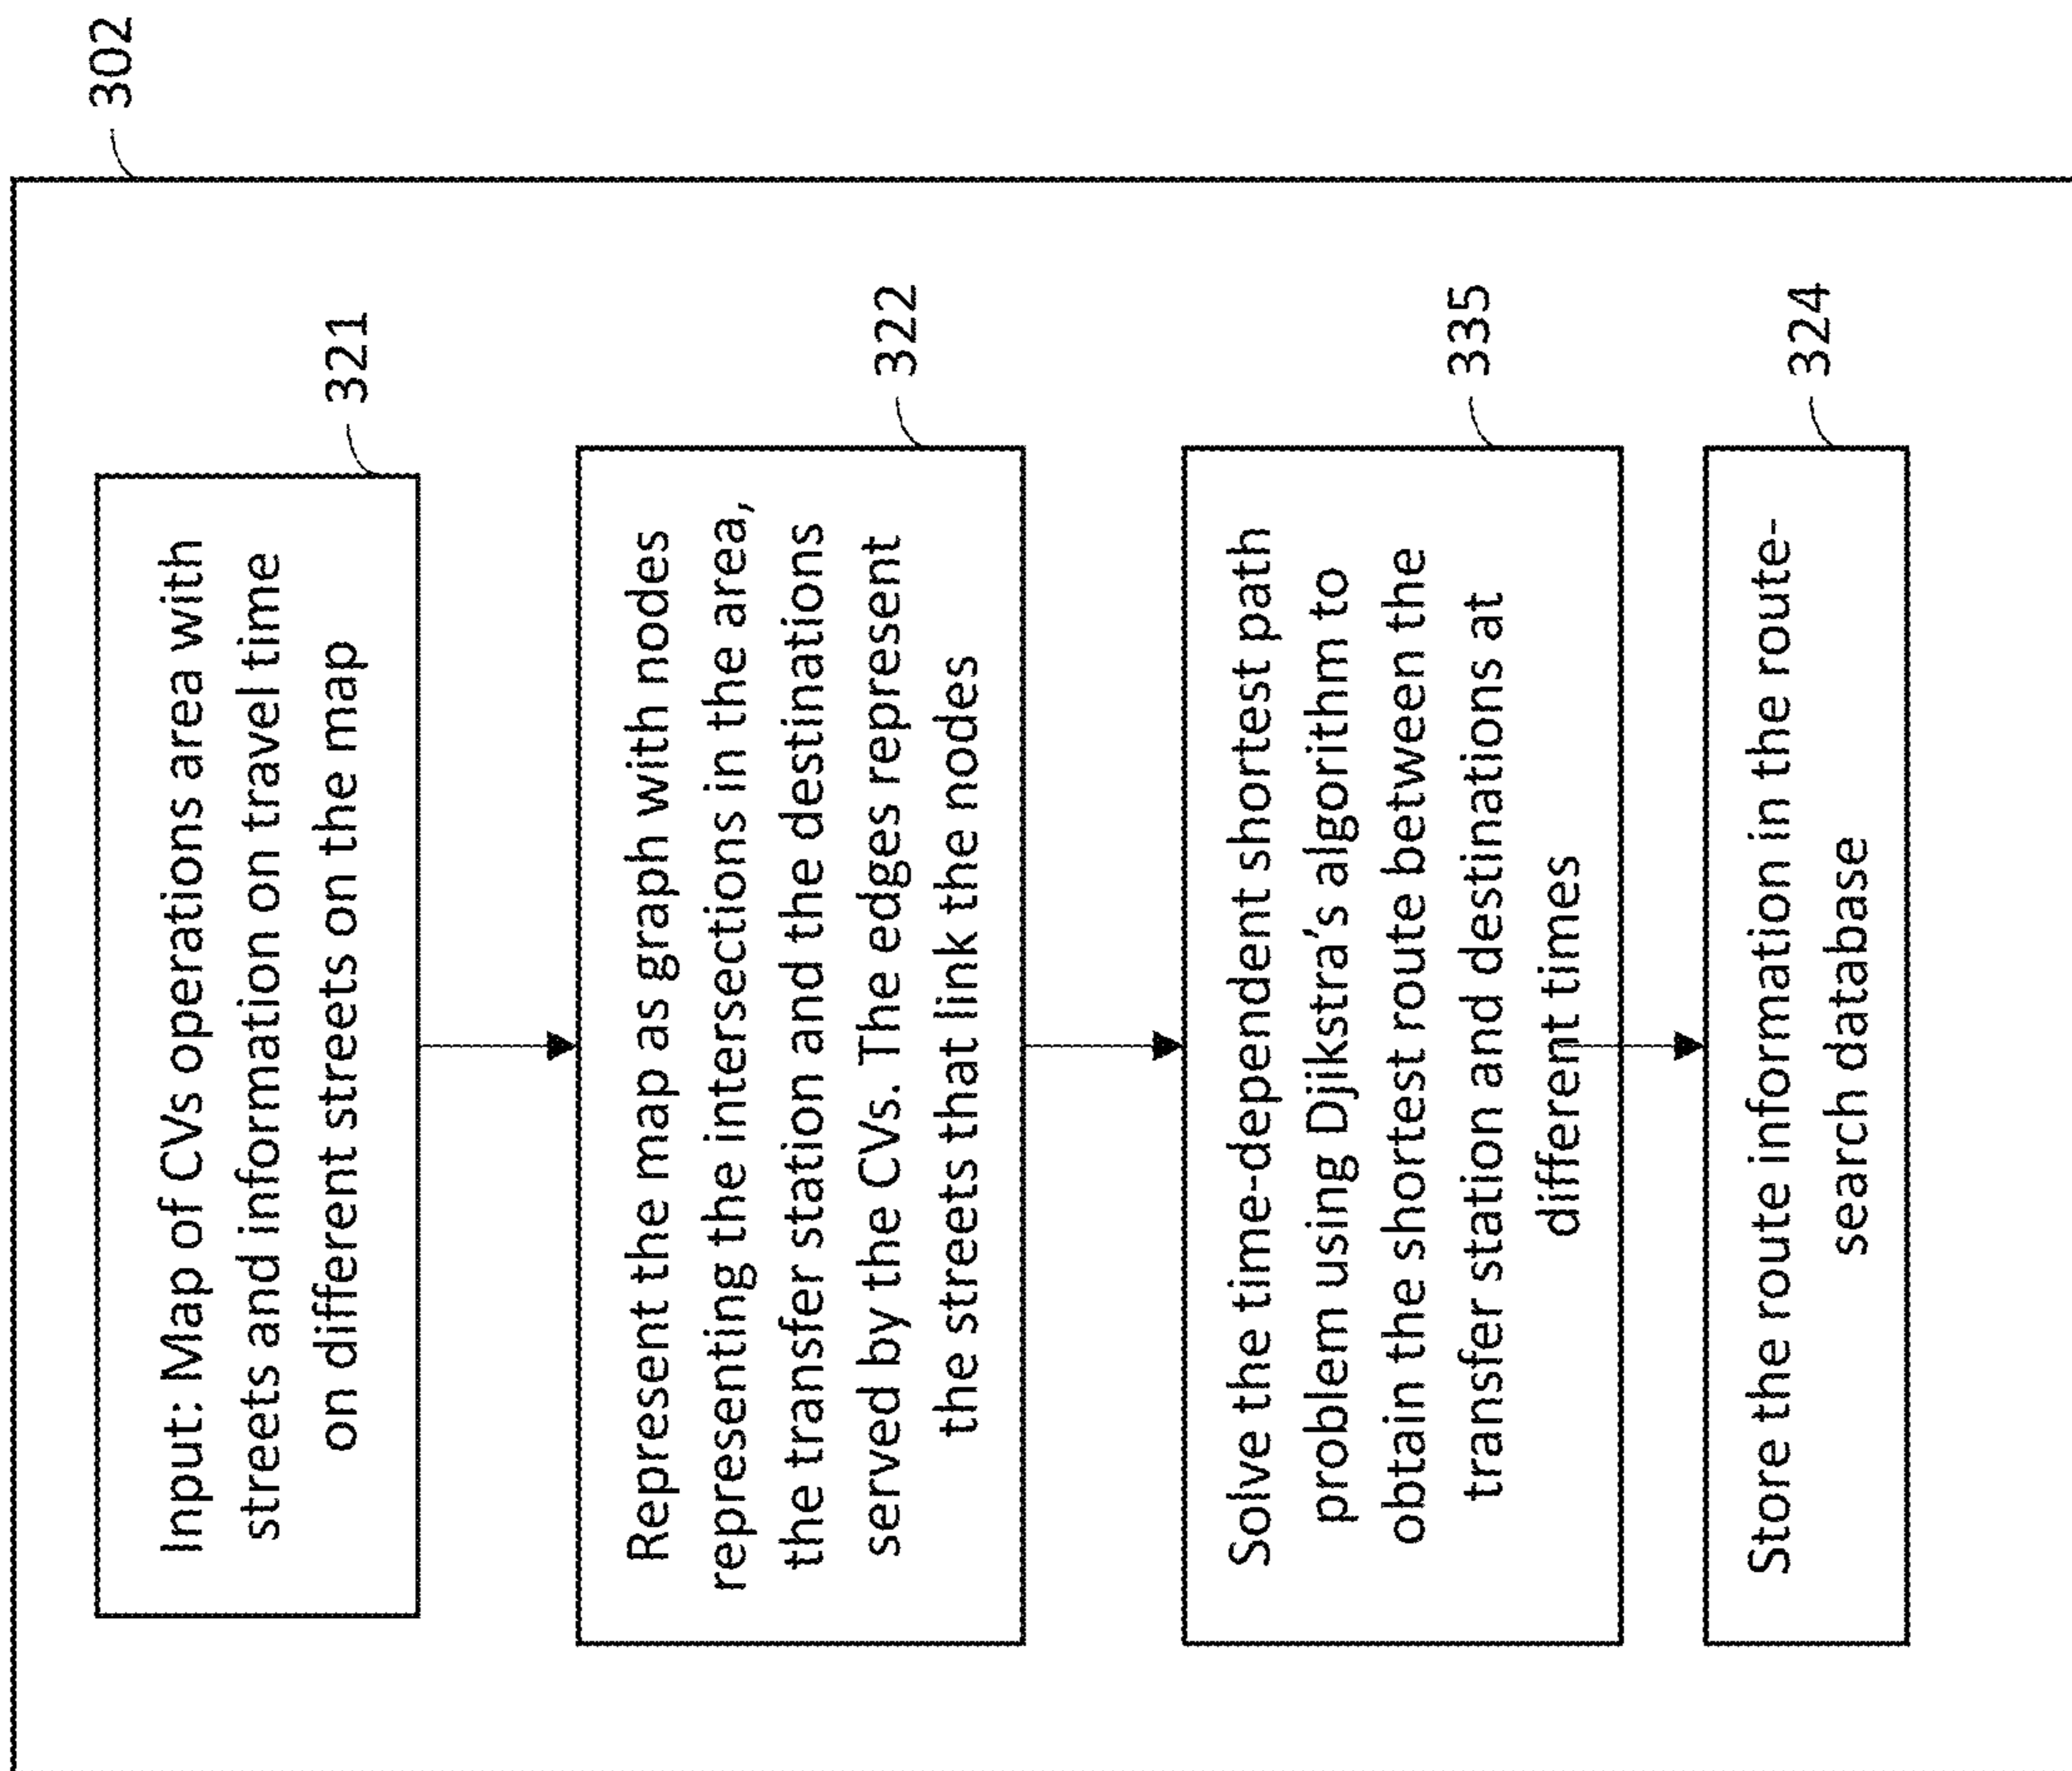 302
Input: Map of CVs operations area with
streets and information on travel time
on different streets on the map
321
Represent the map as graph with nodes
representing the intersections in the area,
the transfer station and the destinations
served by the CVs. The edges represent
the streets that link the nodes
322
Solve the time-dependent shortest path
problem using Djikstra's algorithm to
obtain the shortest route between the
transfer station and destinations at
different times
335
Store the route information in the route-
search database
324